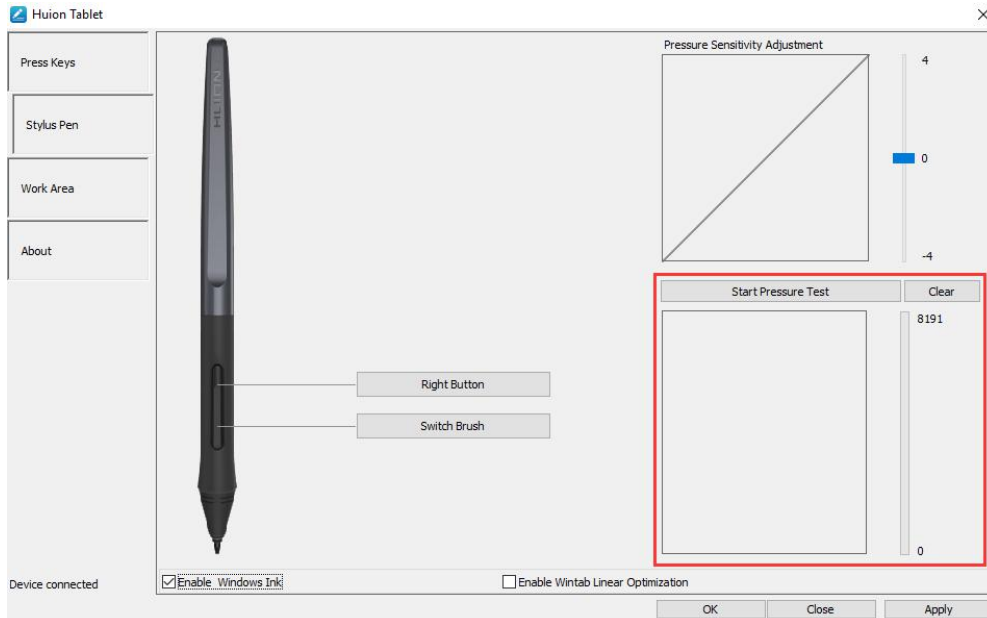 Huion Tablet
Press Keys
Stylus Pen
Work Area
About
Device connected
HUION
Right Button
Switch Brush
Pressure Sensitivity Adjustment
4
0
-4
Start Pressure Test
Clear
8191
0
Enable Windows Ink
Enable Wintab Linear Optimization
OK
Close
Apply